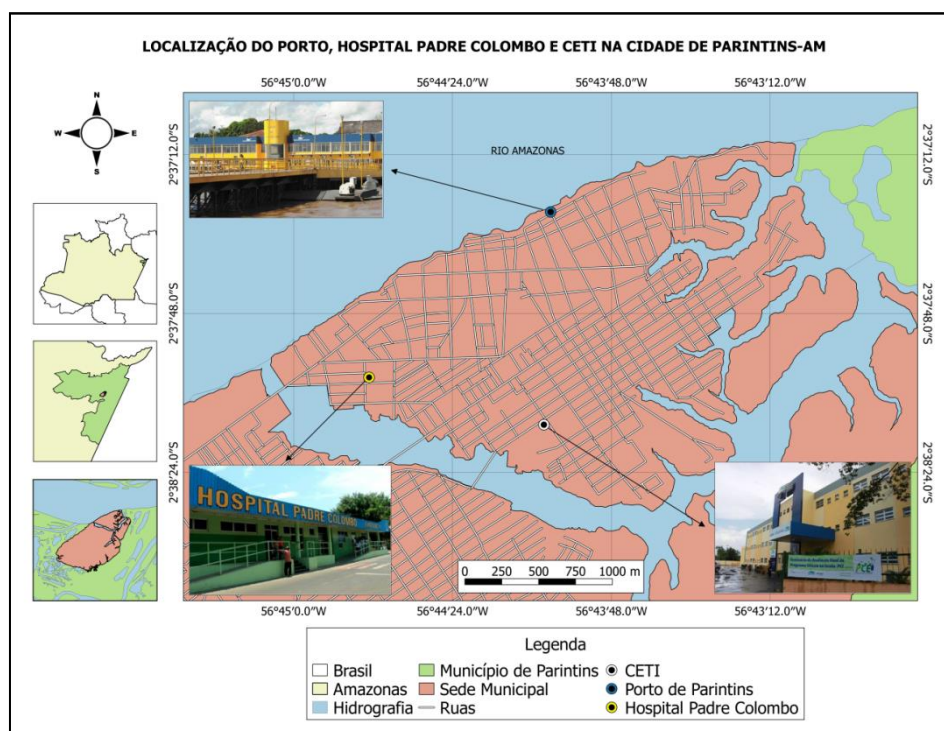 LOCALIZAÇÃO DO PORTO, HOSPITAL PADRE COLOMBO E CETI NA CIDADE DE PARINTINS-AM
56°45′0.0"W 56°44′24.0"W 56°43′48.0"W 56°43′12.0"W
N
W E
S
2°37′12.0"S
2°37′12.0"S
RIO AMAZONAS
2°37′48.0"S
2°37′48.0"S
2°38′24.0"S
2°38′24.0"S
HOSPITAL PADRE COLOMBO
PCE
0 250 500 750 1000 m
56°45′0.0"W 56°44′24.0"W 56°43′48.0"W 56°43′12.0"W
Legenda
Brasil Município de Parintins CETI
Amazonas Sede Municipal Porto de Parintins
Hidrografia Ruas Hospital Padre Colombo